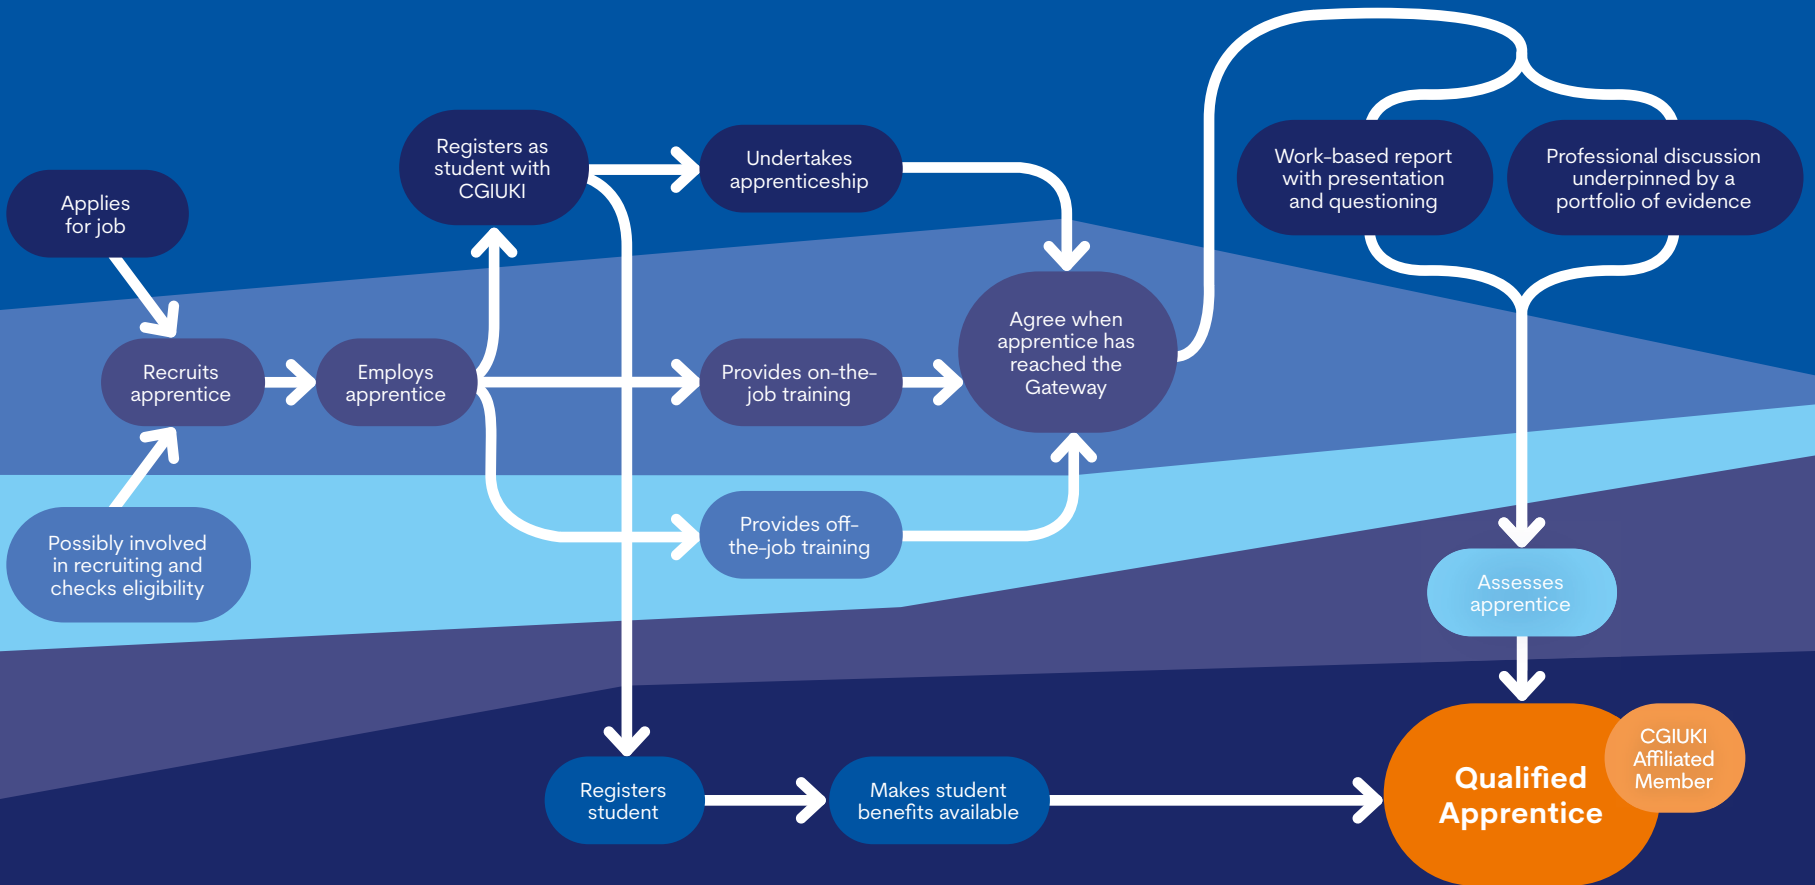 Applies
for job
Recruits
apprentice
Possibly involved
in recruiting and
checks eligibility
Employs
apprentice
Registers as
student with
CGIUKI
Undertakes
apprenticeship
Provides on-the-
job training
Provides off-
the-job training
Agree when
apprentice has
reached the
Gateway
Work-based report
with presentation
and questioning
Professional discussion
underpinned by a
portfolio of evidence
Assesses
apprentice
Registers
student
Makes student
benefits available
Qualified
Apprentice
CGIUKI
Affiliated
Member